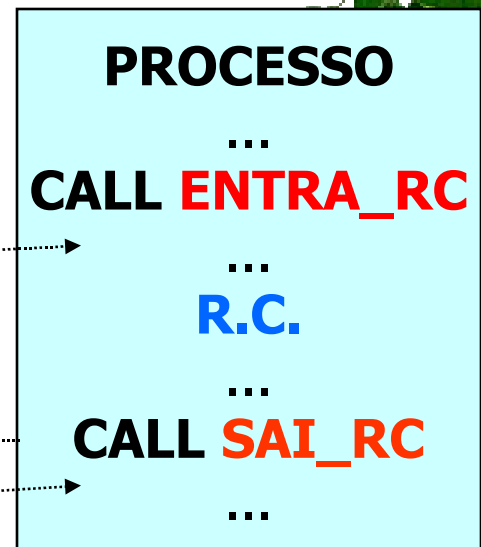 PROCESSO
...
CALL ENTRA_RC
...
R.C.
...
CALL SAI_RC
...